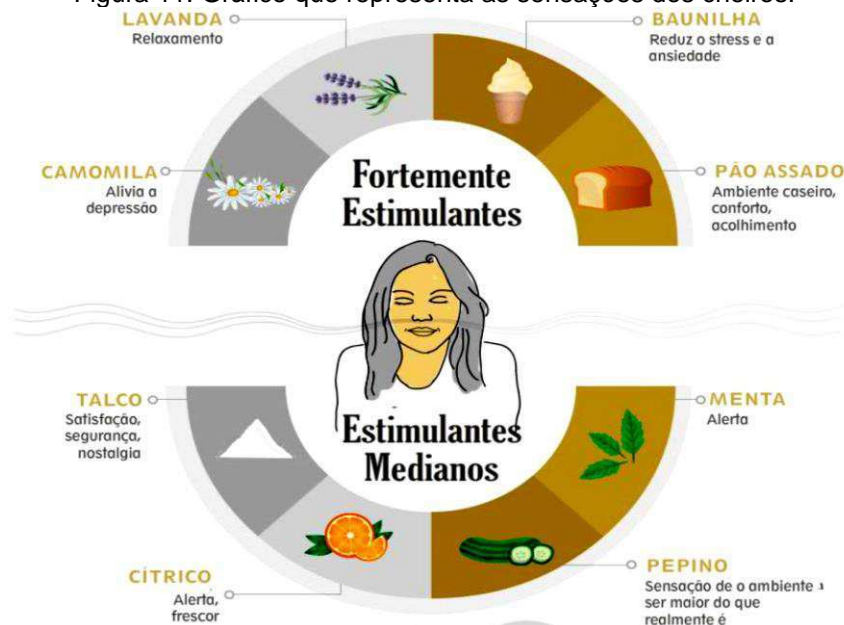 Figura 11: Gráfico que representa as sensações dos cheiros.
LAVANDA
Relaxamento
BAUNILHA
Reduz o stress e a
ansiedade
CAMOMILA
Alivia a
depressão
Fortemente
Estimulantes
PÃO ASSADO
Ambiente caseiro,
conforto,
acolhimento
TALCO
Satisfação,
segurança,
nostalgia
Estimulantes
Medianos
MENTA
Alerta
CÍTRICO
Alerta,
frescor
PEPINO
Sensação de o ambiente
ser maior do que
realmente é